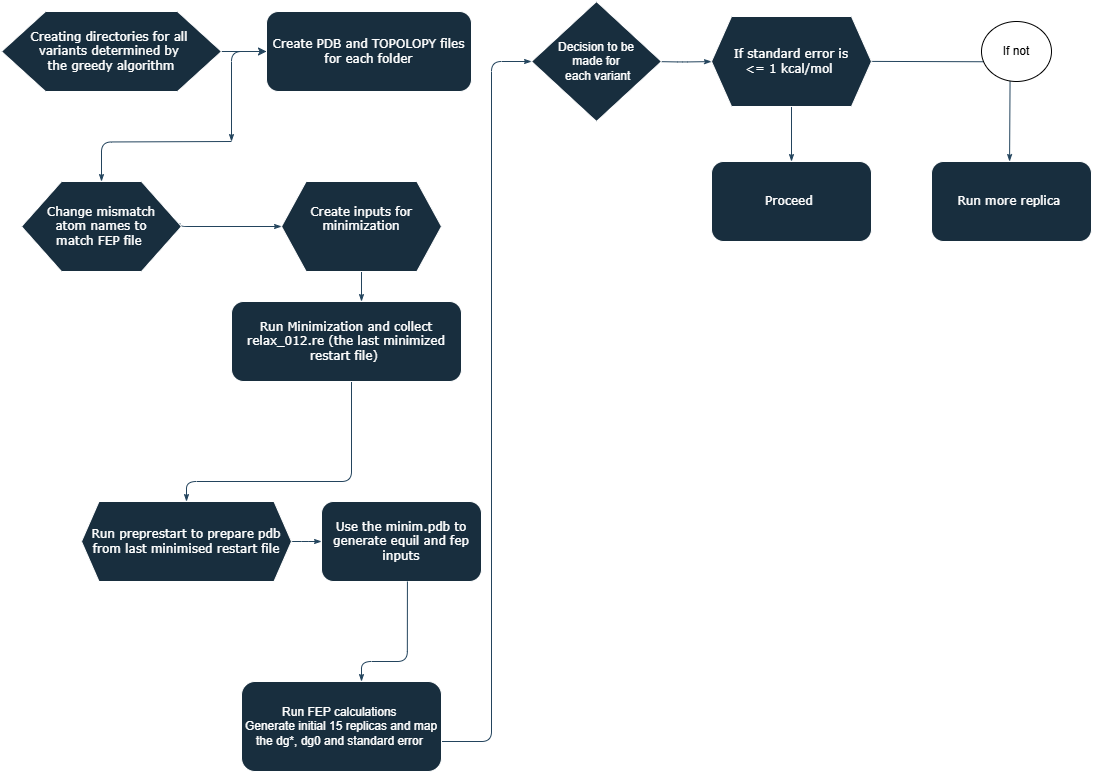 Creating directories for all
variants determined by
the greedy algorithm
Create PDB and TOPOLOPY files
for each folder
Change mismatch
atom names to
match FEP file
Create inputs for
minimization
Run Minimization and collect
relax_012.re (the last minimized
restart file)
Run preprestart to prepare pdb
from last minimised restart file
Use the minim.pdb to
generate equil and fep
inputs
Run FEP calculations
Generate initial 15 replicas and map
the dg*, dg0 and standard error
Decision to be
made for
each variant
If standard error is
<= 1 kcal/mol
If not
Proceed
Run more replica